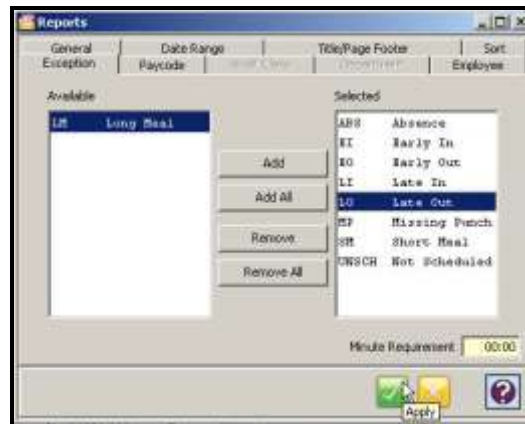 Reports
General Date Range Title/Page Footer Sort
Exception Paycode Department Employee
Available Selected
LM Long Meal
ABS Absence
EI Early In
EO Early Out
LI Late In
LO Late Out
MP Missing Punch
SM Short Meal
UNSCH Not Scheduled
Add
Add All
Remove
Remove All
Minute Requirement 00:00
Apply